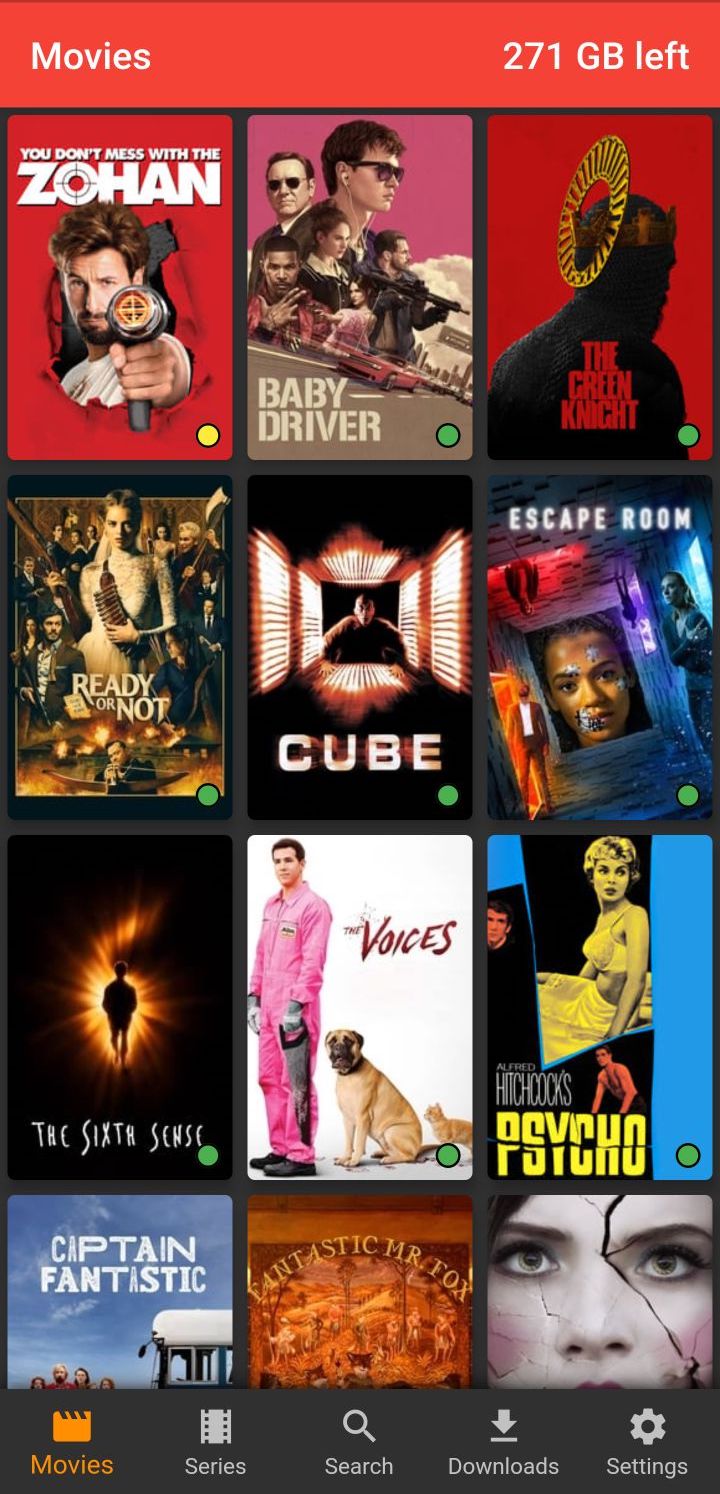 Movies
271 GB left
YOU DON'T MESS WITH THE
ZOHAN
BABY
DRIVER
THE
GREEN
KNIGHT
READY
OR NOT
CUBE
ESCAPE ROOM
THE SIXTH SENSE
THE VOICES
ALFRED
HITCHCOCK'S
PSYCHO
CAPTAIN
FANTASTIC
FANTASTIC MR. FOX
Movies
Series
Search
Downloads
Settings